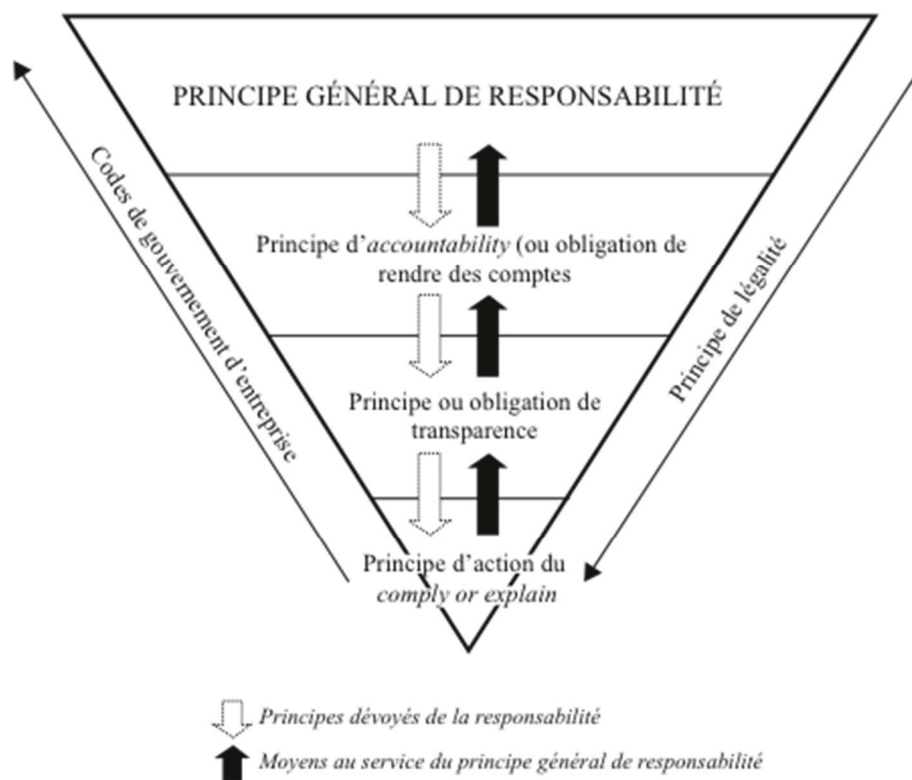 PRINCIPE GÉNÉRAL DE RESPONSABILITÉ
Codes de gouvernement d'entreprise
Principe de légalité
Principe d'accountability (ou obligation de
rendre des comptes
Principe ou obligation de
transparence
Principe d'action du
comply or explain
Principes dévoyés de la responsabilité
Moyens au service du principe général de responsabilité